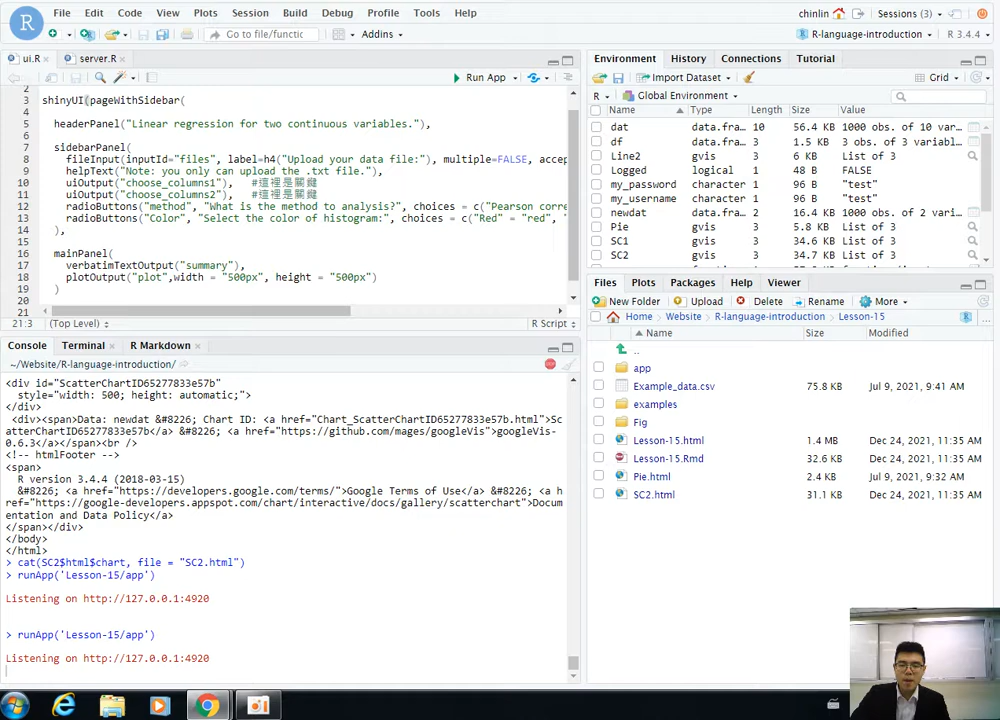 File Edit Code View Plots Session Build Debug Profile Tools Help
chinlin Sessions (3)
Go to file/functic Addins R-language-introduction R 3.4.4
ui.R server.R
Run App
2
3 shinyUI(pageWithSidebar(
4
5 headerPanel("Linear regression for two continuous variables."),
6
7 sidebarPanel(
8 fileInput(inputId="files", label=h4("Upload your data file:"), multiple=FALSE, accep
9 helpText("Note: you only can upload the .txt file."),
10 uiOutput("choose_columns1"), #這裡是關鍵
11 uiOutput("choose_columns2"), #這裡是關鍵
12 radioButtons("method", "What is the method to analysis?", choices = c("Pearson corre
13 radioButtons("Color", "Select the color of histogram:", choices = c("Red" = "red", "
14 ),
15
16 mainPanel(
17 verbatimTextOutput("summary"),
18 plotOutput("plot",width = "500px", height = "500px")
19 )
20
21
21:3 (Top Level) R Script
Console Terminal R Markdown
~/Website/R-language-introduction/
<div id="ScatterChartID65277833e57b"
style="width: 500; height: automatic;">
</div>
<div><span>Data: newdat &#8226; Chart ID: <a href="Chart_ScatterChartID65277833e57b.html">Sc
atterChartID65277833e57b</a> &#8226; <a href="https://github.com/mages/googleVis">googleVis-
0.6.3</a></span><br />
<!-- htmlFooter -->
<span>
R version 3.4.4 (2018-03-15)
&#8226; <a href="https://developers.google.com/terms/">Google Terms of Use</a> &#8226; <a h
ref="https://google-developers.appspot.com/chart/interactive/docs/gallery/scatterchart">Docum
entation and Data Policy</a>
</span></div>
</body>
</html>
> cat(SC2$html$chart, file = "SC2.html")
> runApp('Lesson-15/app')
Listening on http://127.0.0.1:4920
> runApp('Lesson-15/app')
Listening on http://127.0.0.1:4920
Environment History Connections Tutorial
Import Dataset Grid
R Global Environment
Name Type Length Size Value
dat data.fra… 10 56.4 KB 1000 obs. of 10 var…
df data.fra… 3 1.5 KB 3 obs. of 3 variabl…
Line2 gvis 3 6 KB List of 3
Logged logical 1 48 B FALSE
my_password character 1 96 B "test"
my_username character 1 96 B "test"
newdat data.fra… 2 16.4 KB 1000 obs. of 2 vari…
Pie gvis 3 5.8 KB List of 3
SC1 gvis 3 34.6 KB List of 3
SC2 gvis 3 34.7 KB List of 3
Files Plots Packages Help Viewer
New Folder Upload Delete Rename More
Home Website R-language-introduction Lesson-15 ...
Name Size Modified
..
app
Example_data.csv 75.8 KB Jul 9, 2021, 9:41 AM
examples
Fig
Lesson-15.html 1.4 MB Dec 24, 2021, 11:35 AM
Lesson-15.Rmd 32.6 KB Dec 24, 2021, 11:35 AM
Pie.html 2.4 KB Jul 9, 2021, 9:32 AM
SC2.html 31.1 KB Dec 24, 2021, 11:35 AM